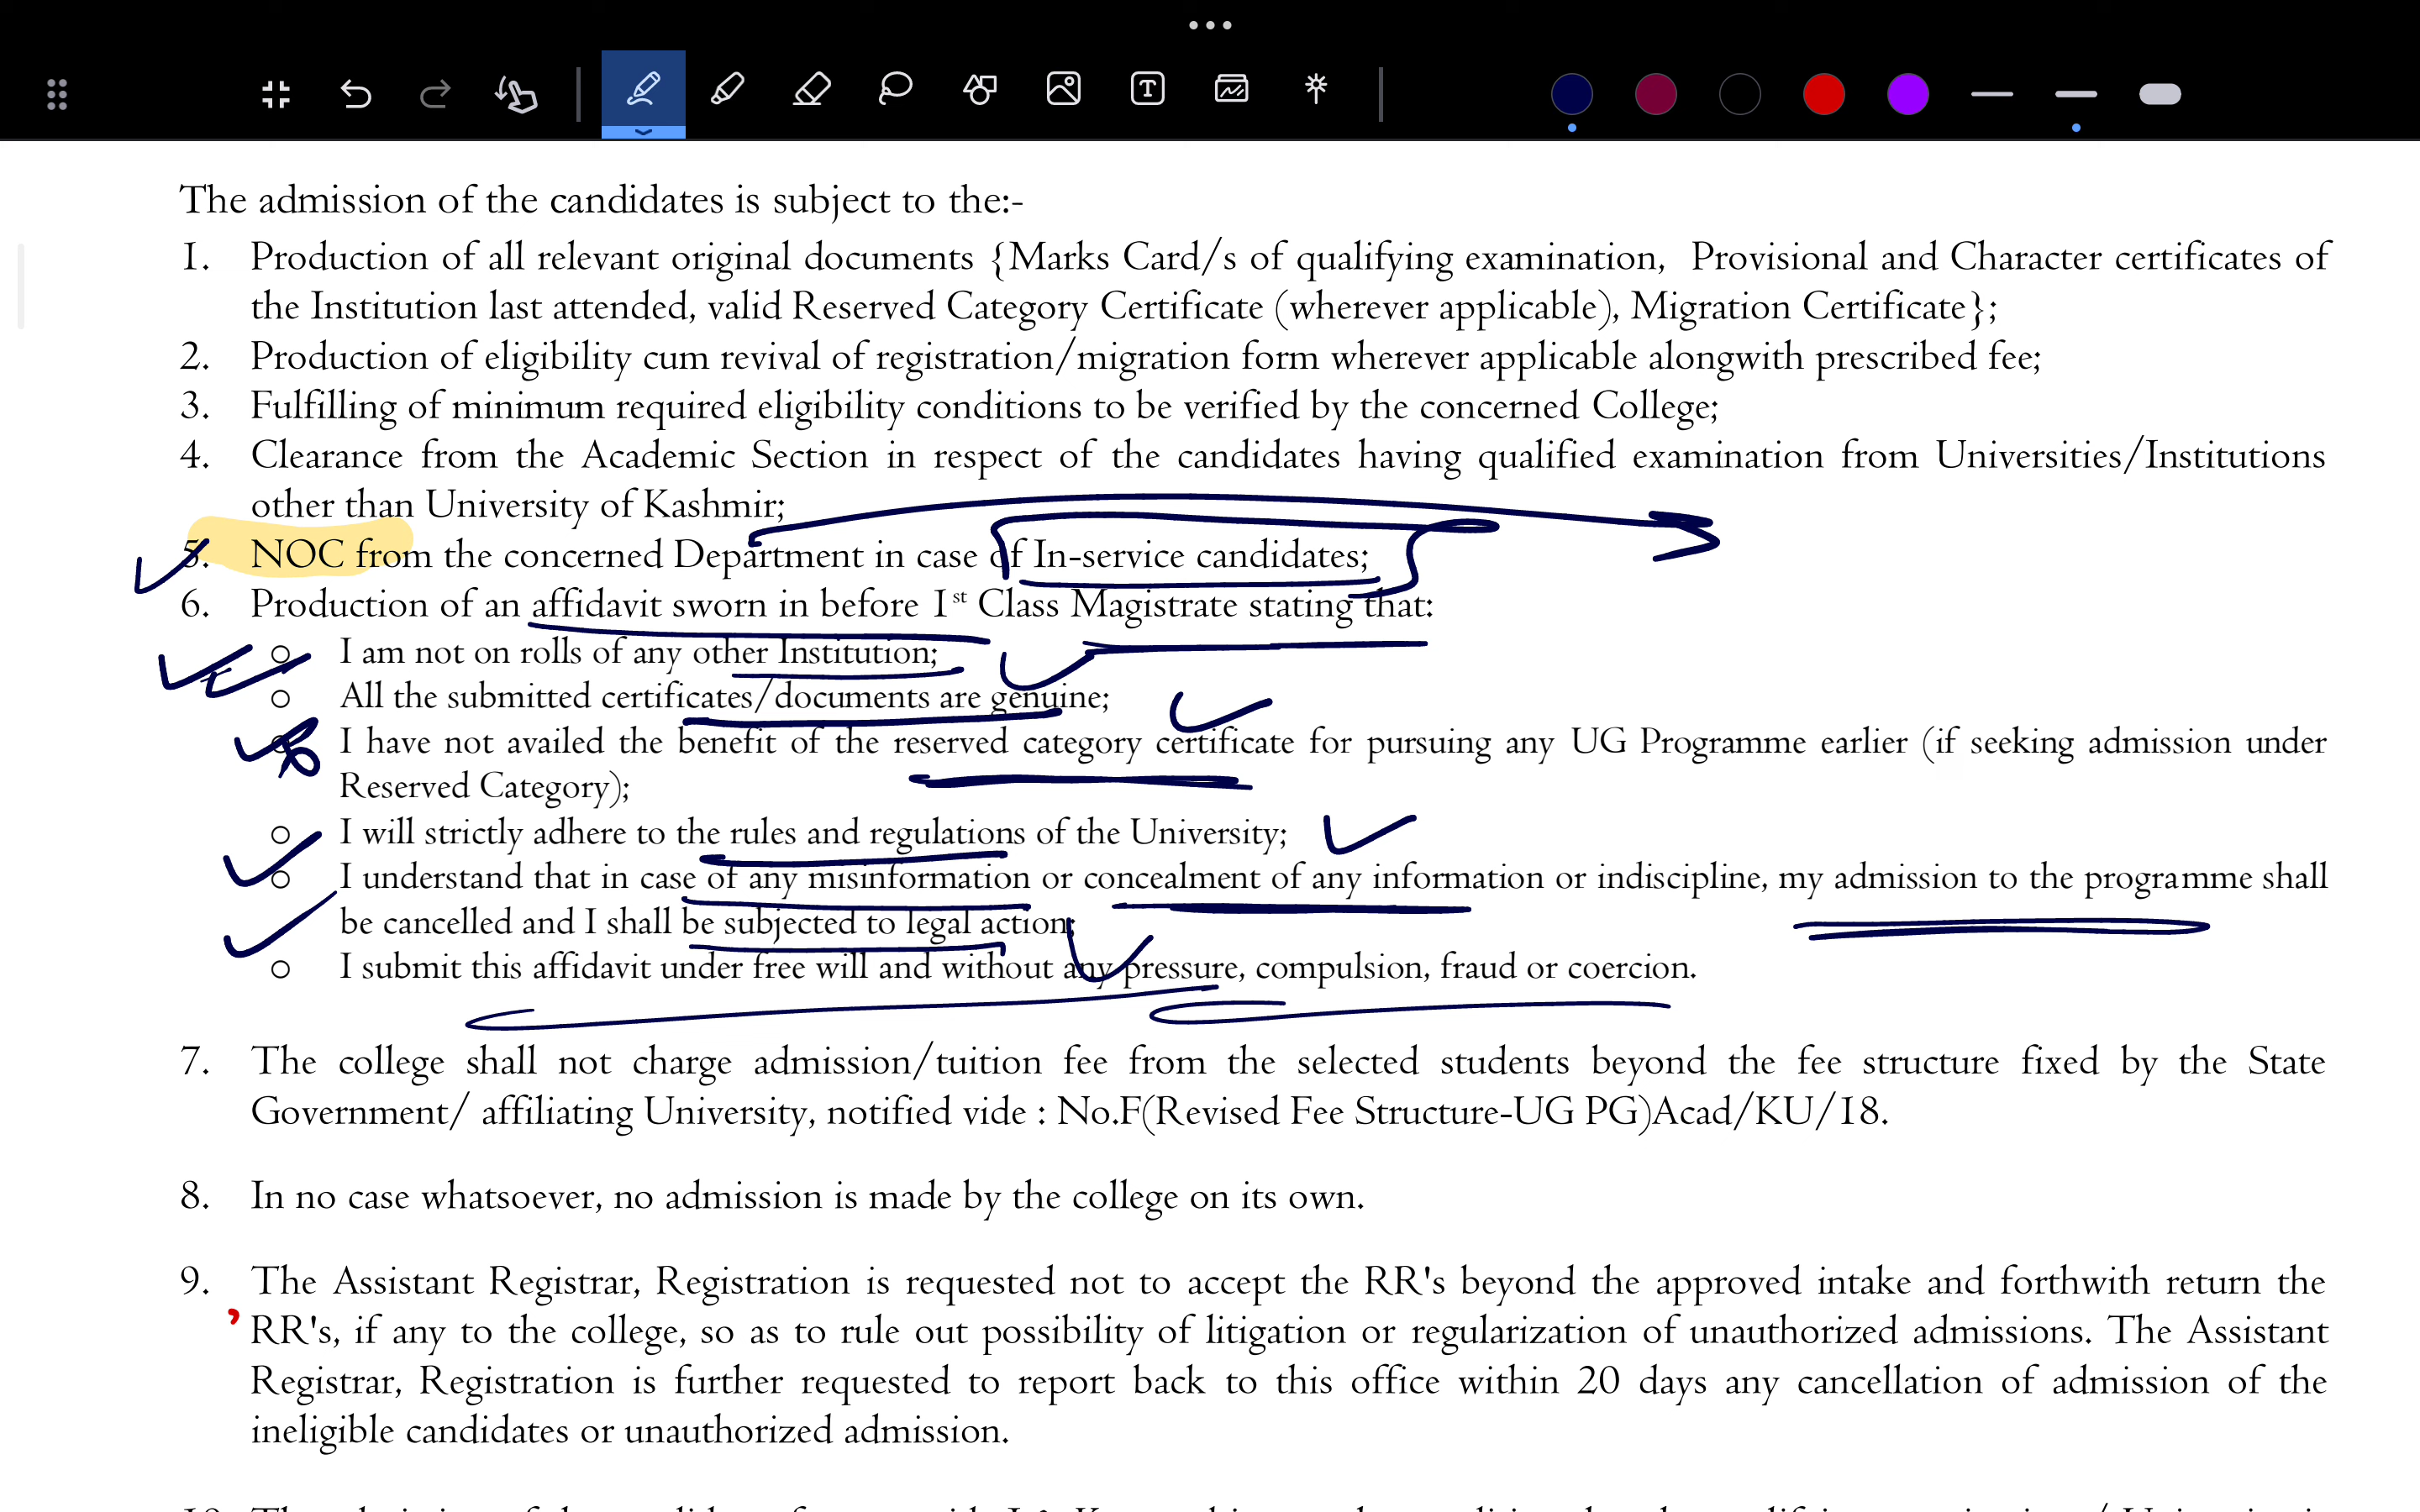 The admission of the candidates is subject to the:-
1. Production of all relevant original documents {Marks Card/s of qualifying examination, Provisional and Character certificates of
the Institution last attended, valid Reserved Category Certificate (wherever applicable), Migration Certificate};
2. Production of eligibility cum revival of registration/migration form wherever applicable alongwith prescribed fee;
3. Fulfilling of minimum required eligibility conditions to be verified by the concerned College;
4. Clearance from the Academic Section in respect of the candidates having qualified examination from Universities/Institutions
other than University of Kashmir;
5. NOC from the concerned Department in case of In-service candidates;
6. Production of an affidavit sworn in before 1st Class Magistrate stating that:
○ I am not on rolls of any other Institution;
○ All the submitted certificates/documents are genuine;
○ I have not availed the benefit of the reserved category certificate for pursuing any UG Programme earlier (if seeking admission under
Reserved Category);
○ I will strictly adhere to the rules and regulations of the University;
○ I understand that in case of any misinformation or concealment of any information or indiscipline, my admission to the programme shall
be cancelled and I shall be subjected to legal action;
○ I submit this affidavit under free will and without any pressure, compulsion, fraud or coercion.
7. The college shall not charge admission/tuition fee from the selected students beyond the fee structure fixed by the State
Government/ affiliating University, notified vide : No.F(Revised Fee Structure-UG PG)Acad/KU/18.
8. In no case whatsoever, no admission is made by the college on its own.
9. The Assistant Registrar, Registration is requested not to accept the RR's beyond the approved intake and forthwith return the
RR's, if any to the college, so as to rule out possibility of litigation or regularization of unauthorized admissions. The Assistant
Registrar, Registration is further requested to report back to this office within 20 days any cancellation of admission of the
ineligible candidates or unauthorized admission.